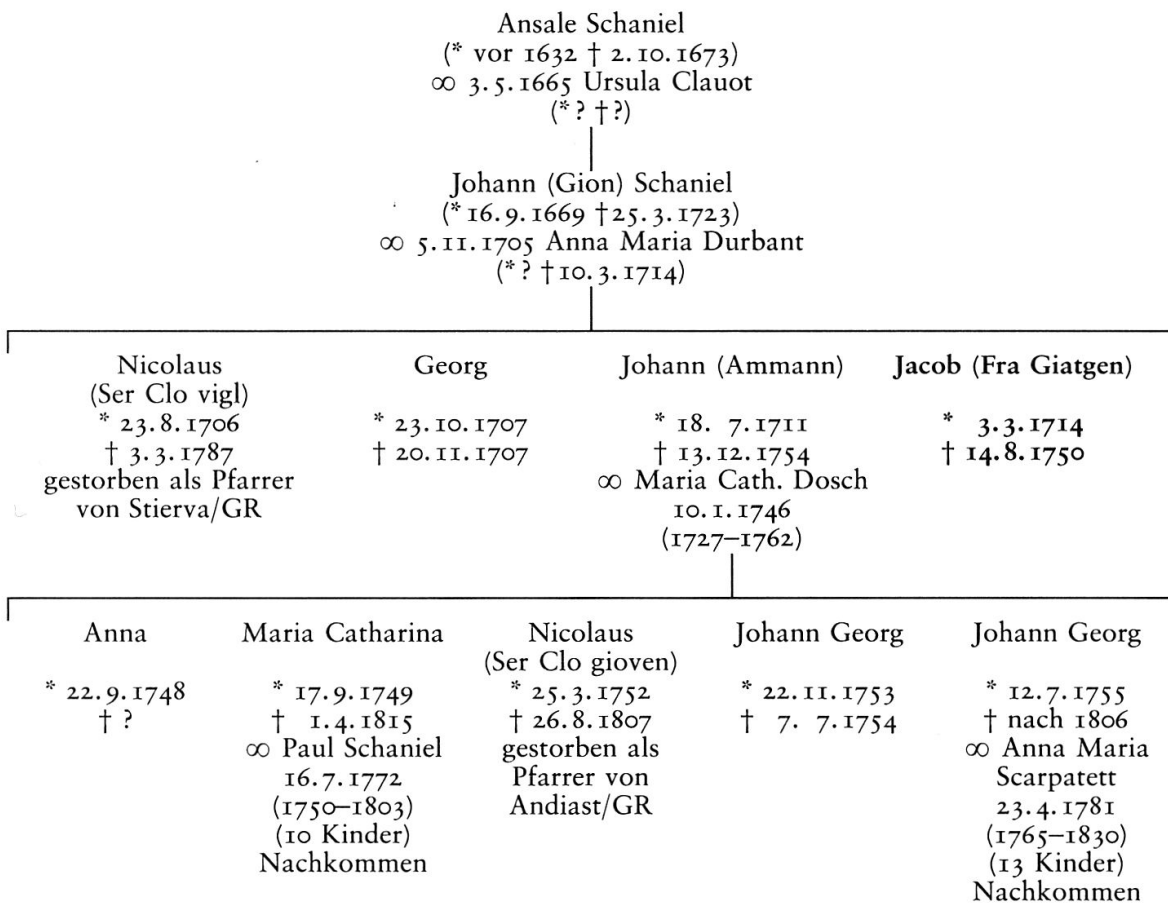 Ansale Schaniel
(* vor 1632 † 2.10.1673)
∞ 3.5.1665 Ursula Clauot
(*? †?)
Johann (Gion) Schaniel
(*16.9.1669 †25.3.1723)
∞ 5.11.1705 Anna Maria Durbant
(*? †10.3.1714)
Nicolaus
(Ser Clo vigl)
* 23.8.1706
† 3.3.1787
gestorben als Pfarrer
von Stierva/GR
Georg
* 23.10.1707
† 20.11.1707
Johann (Ammann)
* 18. 7.1711
† 13.12.1754
∞ Maria Cath. Dosch
10.1.1746
(1727–1762)
Jacob (Fra Giatgen)
* 3.3.1714
† 14.8.1750
Anna
* 22.9.1748
† ?
Maria Catharina
* 17.9.1749
† 1.4.1815
∞ Paul Schaniel
16.7.1772
(1750–1803)
(10 Kinder)
Nachkommen
Nicolaus
(Ser Clo gioven)
* 25.3.1752
† 26.8.1807
gestorben als
Pfarrer von
Andiast/GR
Johann Georg
* 22.11.1753
† 7. 7.1754
Johann Georg
* 12.7.1755
† nach 1806
∞ Anna Maria
Scarpatett
23.4.1781
(1765–1830)
(13 Kinder)
Nachkommen